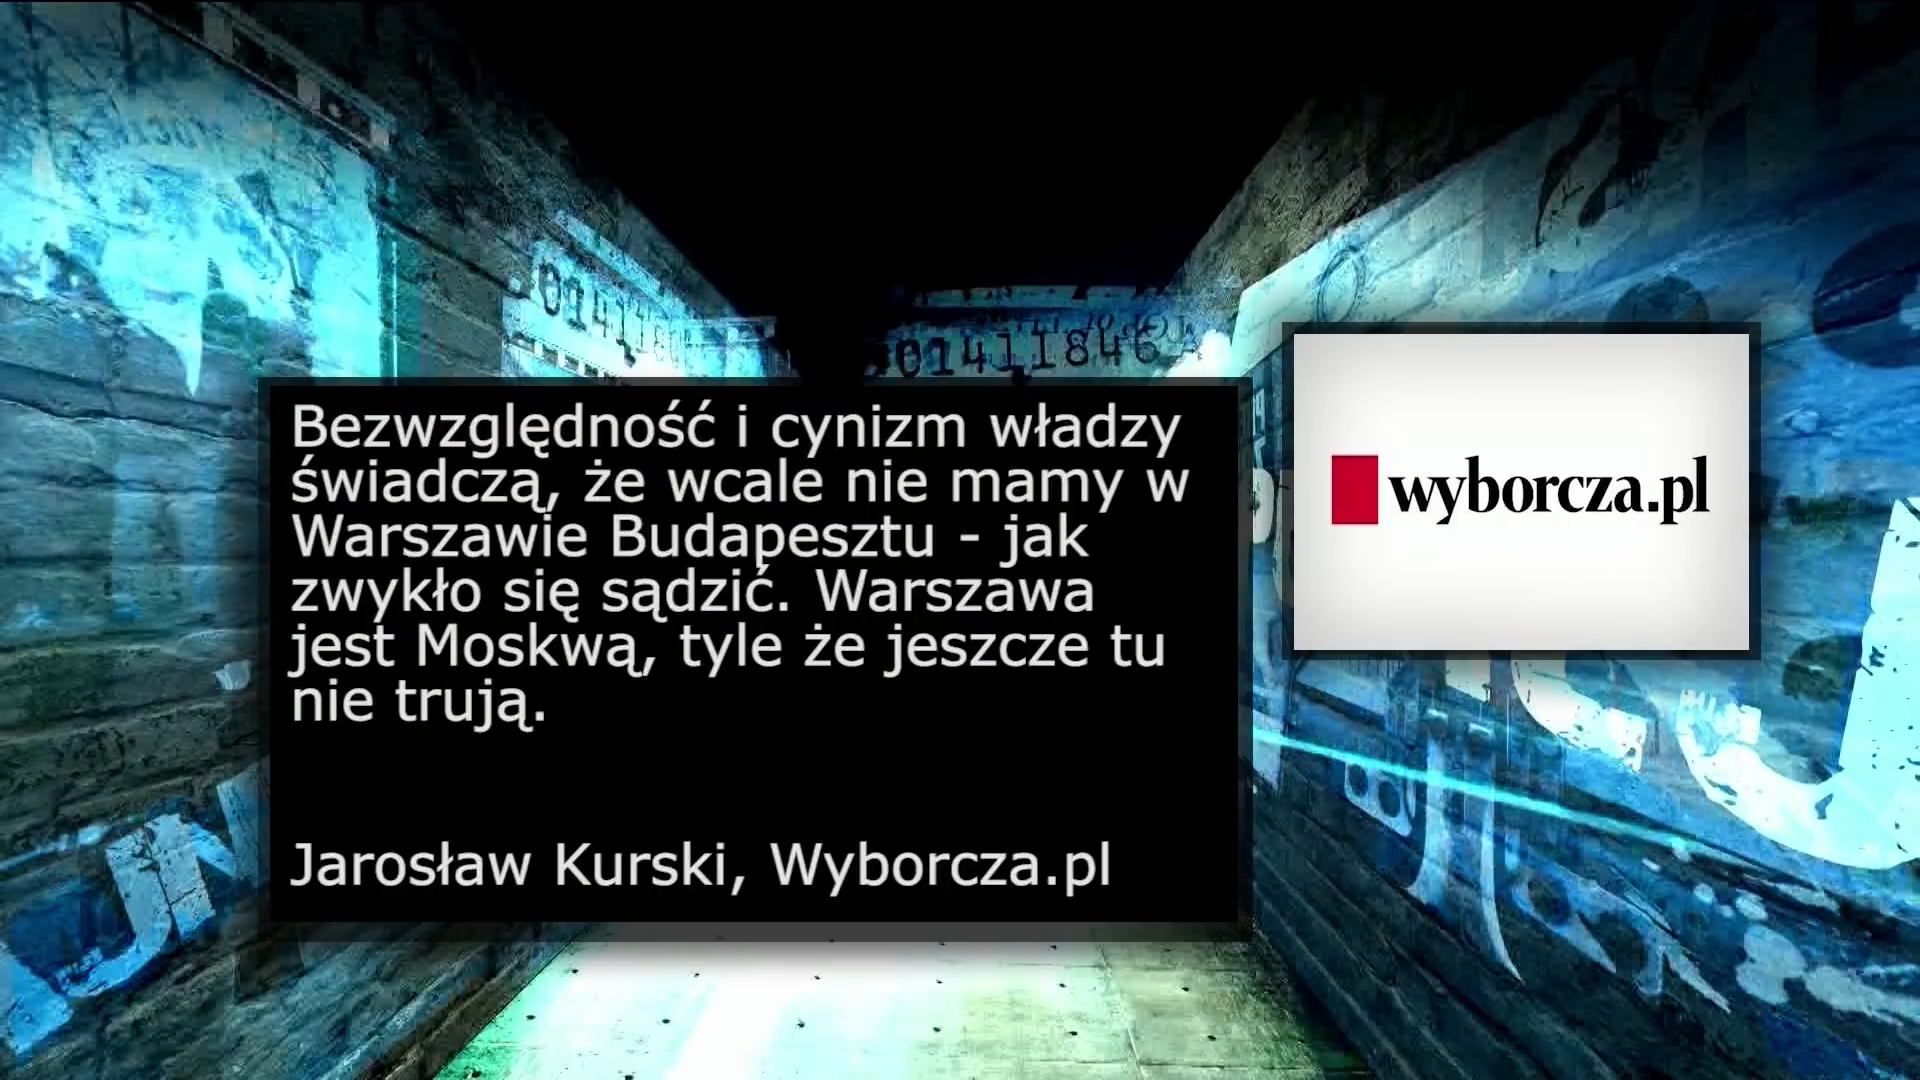 01411846
Bezwzględność i cynizm władzy
świadczą, że wcale nie mamy w
Warszawie Budapesztu - jak
zwykło się sądzić. Warszawa
jest Moskwą, tyle że jeszcze tu
nie trują.
Jarosław Kurski, Wyborcza.pl
wyborcza.pl